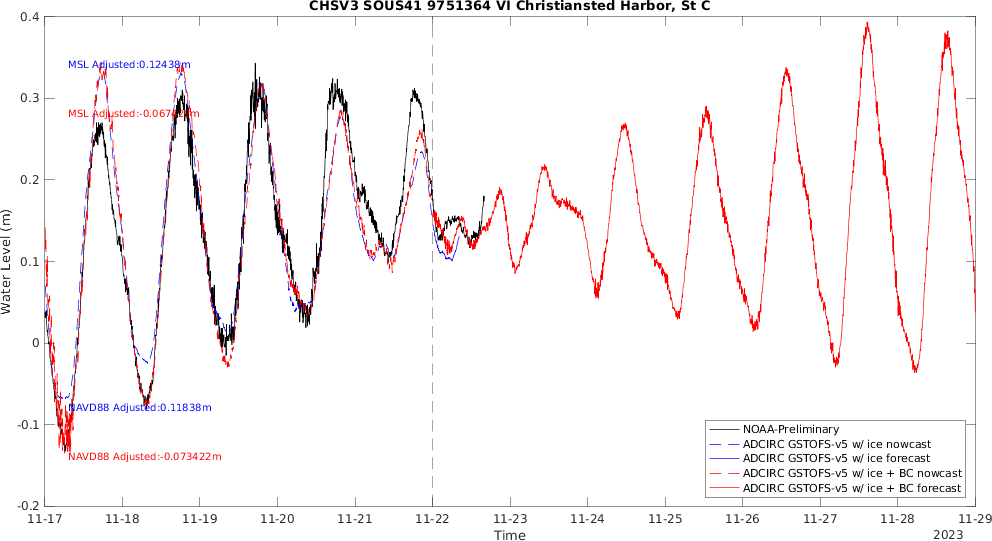 CHSV3 SOUS41 9751364 VI Christiansted Harbor, St C
Water Level (m)
0.4
0.3
0.2
0.1
0
-0.1
-0.2
MSL Adjusted:0.12438m
MSL Adjusted:
NAVD88 Adjusted:0.11838m
NAVD88 Adjusted:-0.073422m
NOAA-Preliminary
ADCIRC GSTOFS-v5 w/ ice nowcast
ADCIRC GSTOFS-v5 w/ ice forecast
ADCIRC GSTOFS-v5 w/ ice + BC nowcast
ADCIRC GSTOFS-v5 w/ ice + BC forecast
11-17 11-18 11-19 11-20 11-21 11-22 11-23 11-24 11-25 11-26 11-27 11-28 11-29
Time
2023